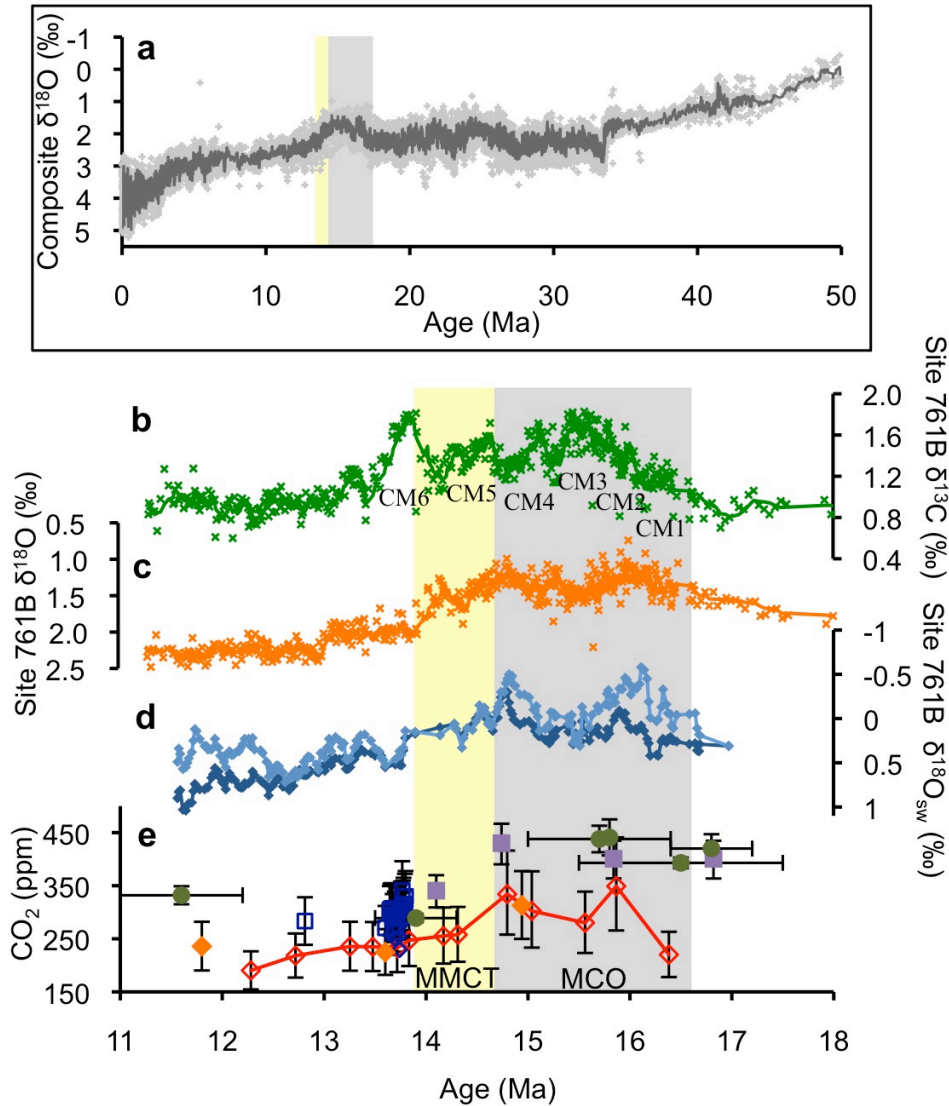 a
Composite δ18O (‰)
-1
0
1
2
3
4
5
0 10 20 30 40 50
Age (Ma)
b
Site 761B δ13C (‰)
2.0
1.6
1.2
0.8
0.4
CM6 CM5 CM4 CM3 CM2 CM1
c
Site 761B δ18O (‰)
0.5
1.0
1.5
2.0
2.5
d
Site 761B δ18Osw (‰)
-1
-0.5
0
0.5
1
e
CO2 (ppm)
450
350
250
150
MMCT MCO
11 12 13 14 15 16 17 18
Age (Ma)